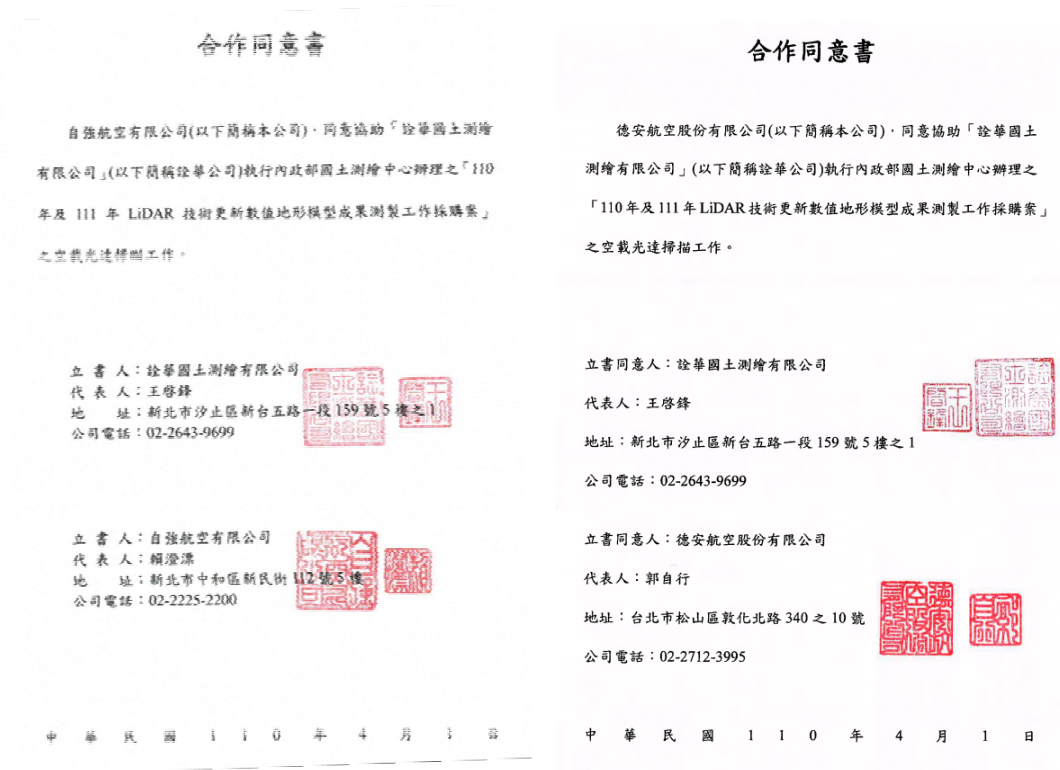 合作同意書
自強航空有限公司(以下簡稱本公司)，同意協助「詮華國土測繪
有限公司」(以下簡稱詮華公司)執行內政部國土測繪中心辦理之「110
年及 111 年 LiDAR 技術更新數值地形模型成果測製工作採購案」
之空載光達掃瞄工作。
立 書 人：詮華國土測繪有限公司
代 表 人：王啓鋒
地 址：新北市汐止區新台五路一段 159 號 5 樓之 1
公司電話：02-2643-9699
立 書 人：自強航空有限公司
代 表 人：賴澄漂
地 址：新北市中和區新民街 112 號 5 樓
公司電話：02-2225-2200
中 華 民 國 1 1 0 年 4 月 1 日
合作同意書
德安航空股份有限公司(以下簡稱本公司)，同意協助「詮華國土
測繪有限公司」(以下簡稱詮華公司)執行內政部國土測繪中心辦理之
「110年及111年LiDAR技術更新數值地形模型成果測製工作採購案」
之空載光達掃描工作。
立書同意人：詮華國土測繪有限公司
代表人：王啓鋒
地址：新北市汐止區新台五路一段 159 號 5 樓之 1
公司電話：02-2643-9699
立書同意人：德安航空股份有限公司
代表人：郭自行
地址：台北市松山區敦化北路 340 之 10 號
公司電話：02-2712-3995
中 華 民 國 1 1 0 年 4 月 1 日